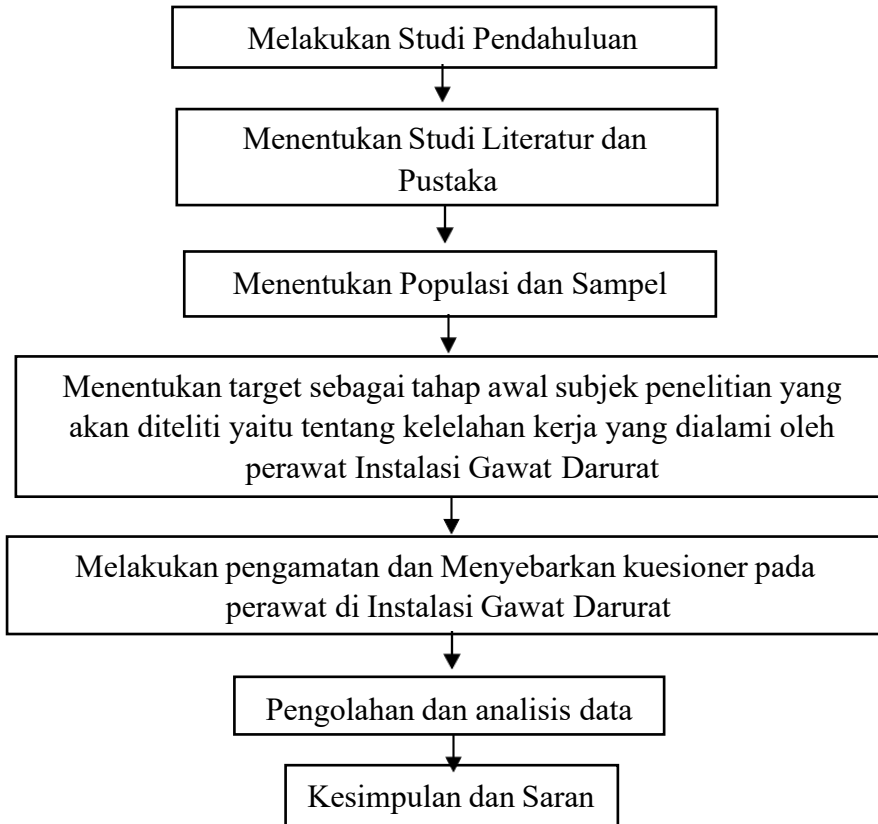 Melakukan Studi Pendahuluan
Menentukan Studi Literatur dan
Pustaka
Menentukan Populasi dan Sampel
Menentukan target sebagai tahap awal subjek penelitian yang
akan diteliti yaitu tentang kelelahan kerja yang dialami oleh
perawat Instalasi Gawat Darurat
Melakukan pengamatan dan Menyebarkan kuesioner pada
perawat di Instalasi Gawat Darurat
Pengolahan dan analisis data
Kesimpulan dan Saran